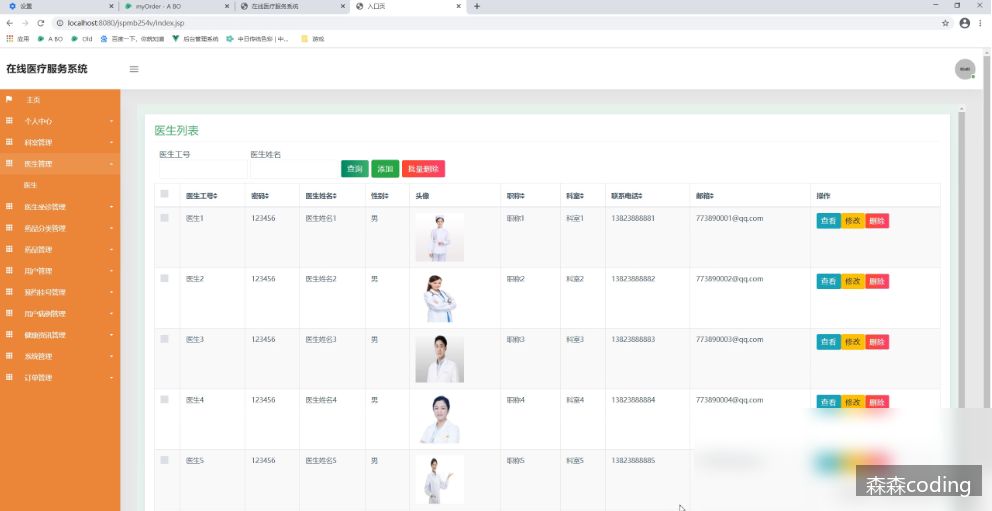 设置
myOrder - A BO
在线医疗服务系统
入口页
localhost:8080/jspmb254v/index.jsp
应用
A BO
Old
百度一下，你就知道
后台管理系统
中日传统色彩 | 中...
游戏
在线医疗服务系统
主页
个人中心
科室管理
医生管理
医生
医生坐诊管理
药品分类管理
药品管理
用户管理
预约挂号管理
用户病例管理
健康资讯管理
系统管理
订单管理
医生列表
医生工号 医生姓名
查询 添加 批量删除
医生工号 密码 医生姓名 性别 头像 职称 科室 联系电话 邮箱 操作
医生1 123456 医生姓名1 男 职称1 科室1 13823888881 773890001@qq.com 查看 修改 删除
医生2 123456 医生姓名2 男 职称2 科室2 13823888882 773890002@qq.com 查看 修改 删除
医生3 123456 医生姓名3 男 职称3 科室3 13823888883 773890003@qq.com 查看 修改 删除
医生4 123456 医生姓名4 男 职称4 科室4 13823888884 773890004@qq.com 查看 修改 删除
医生5 123456 医生姓名5 男 职称5 科室5 13823888885
森森coding